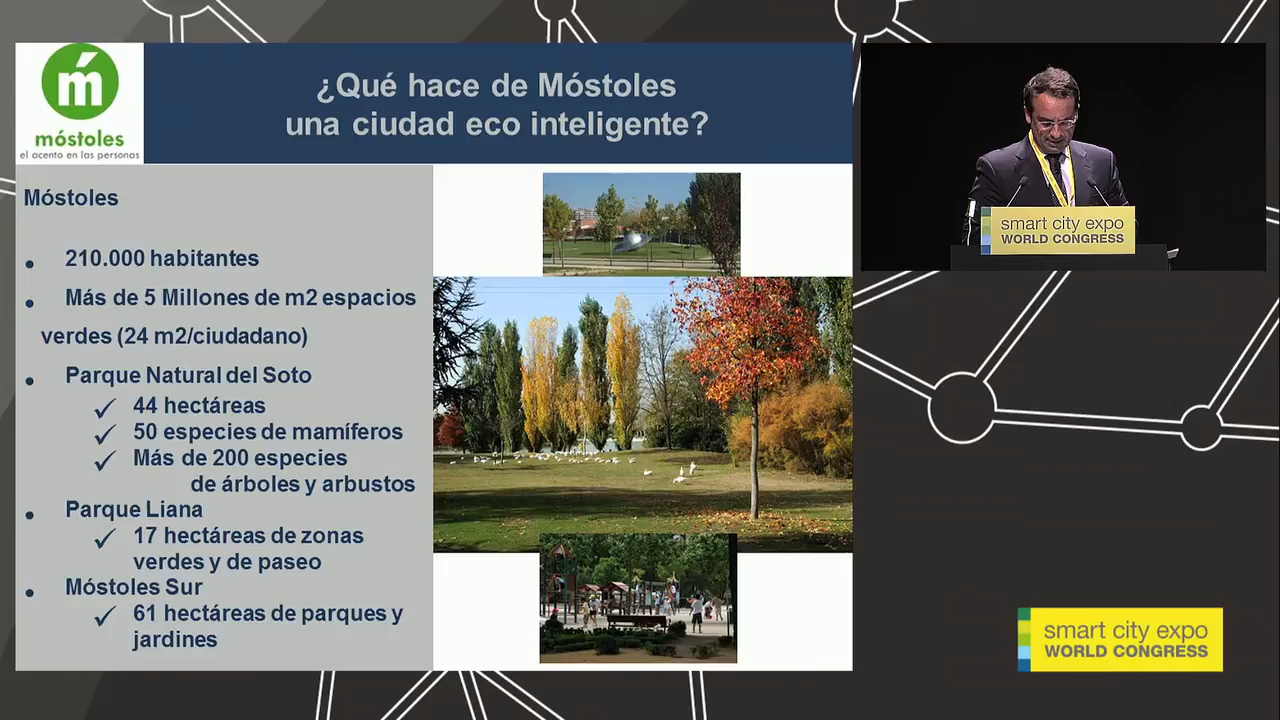 ḿ
móstoles
el acento en las personas
¿Qué hace de Móstoles
una ciudad eco inteligente?
Móstoles
• 210.000 habitantes
• Más de 5 Millones de m2 espacios
verdes (24 m2/ciudadano)
• Parque Natural del Soto
✓ 44 hectáreas
✓ 50 especies de mamíferos
✓ Más de 200 especies
de árboles y arbustos
• Parque Liana
✓ 17 hectáreas de zonas
verdes y de paseo
• Móstoles Sur
✓ 61 hectáreas de parques y
jardines
smart city expo
WORLD CONGRESS
smart city expo
WORLD CONGRESS